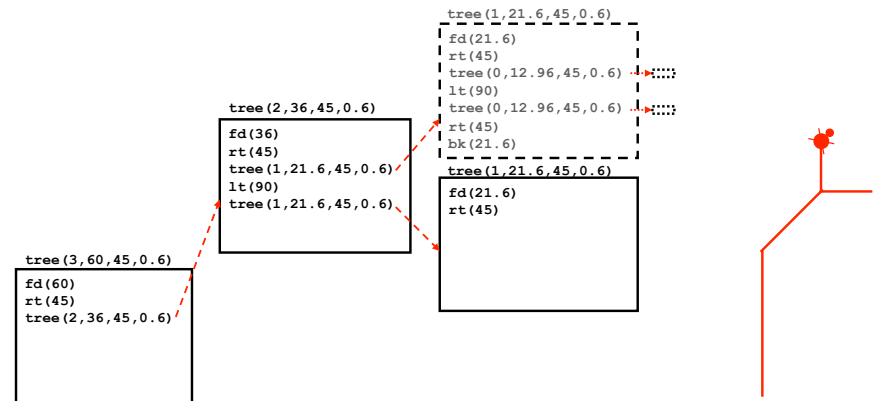 tree(1,21.6,45,0.6)
fd(21.6)
rt(45)
tree(0,12.96,45,0.6)
lt(90)
tree(0,12.96,45,0.6)
rt(45)
bk(21.6)
tree(2,36,45,0.6)
fd(36)
rt(45)
tree(1,21.6,45,0.6)
lt(90)
tree(1,21.6,45,0.6)
tree(1,21.6,45,0.6)
fd(21.6)
rt(45)
tree(3,60,45,0.6)
fd(60)
rt(45)
tree(2,36,45,0.6)